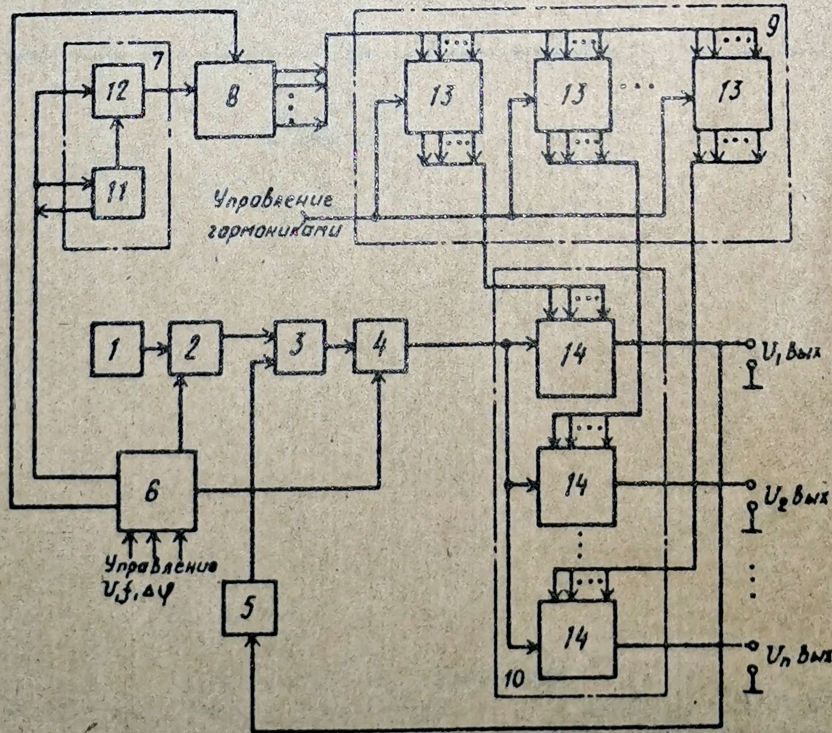 9
7
12
8
13
13
13
11
Управление
гармониками
1
2
3
4
14
U₁ вых
6
14
U₂ вых
Управление
U, f, Δφ
5
14
Uₙ вых
10